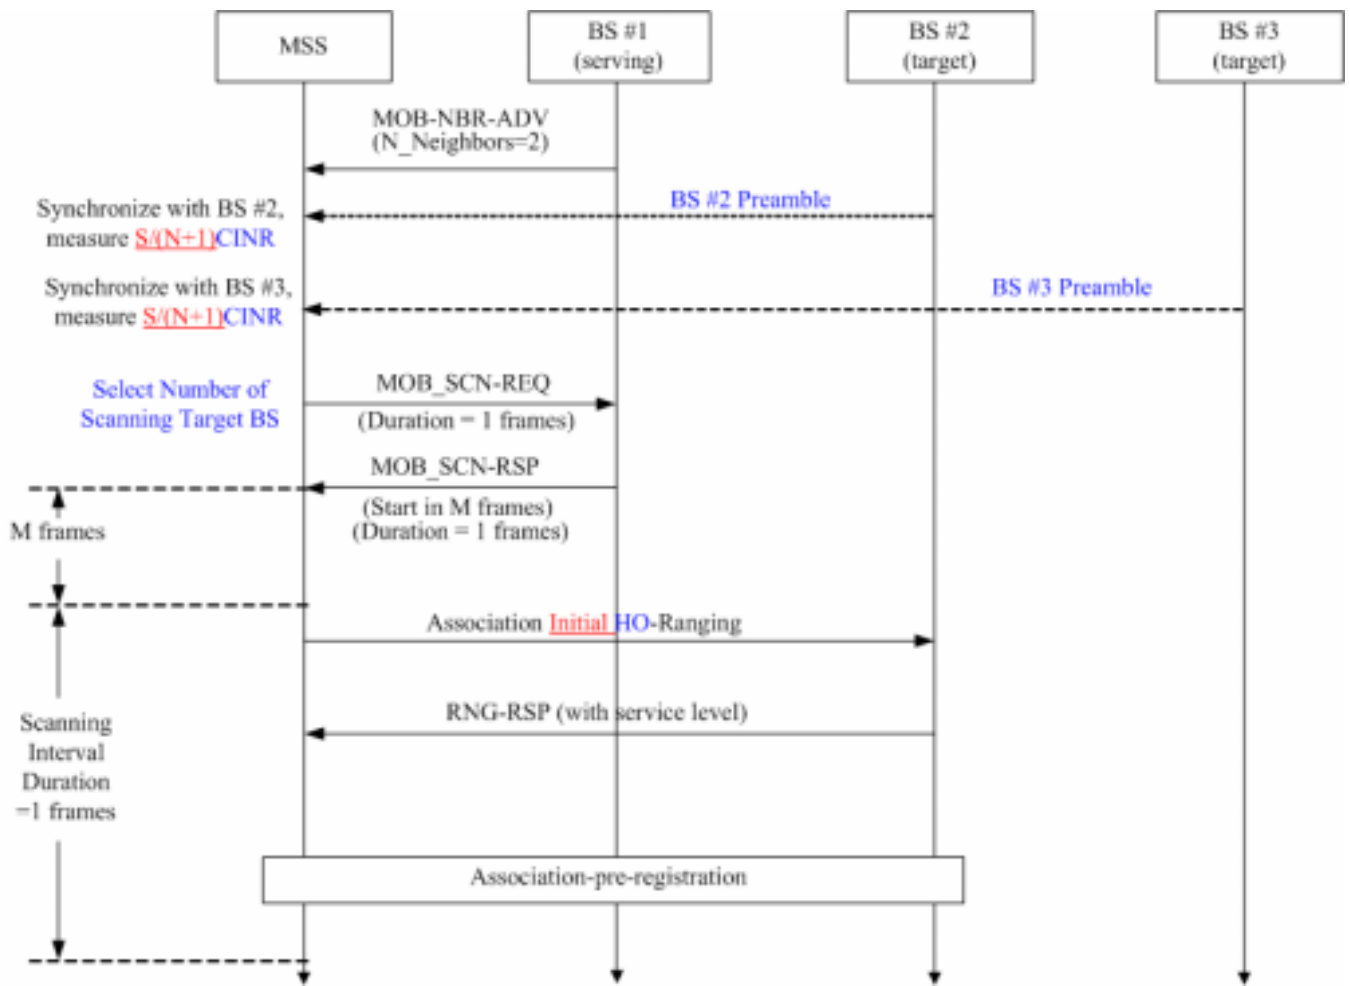 MSS
BS #1
(serving)
BS #2
(target)
BS #3
(target)
MOB-NBR-ADV
(N_Neighbors=2)
Synchronize with BS #2,
measure S/(N+1)CINR
BS #2 Preamble
Synchronize with BS #3,
measure S/(N+1)CINR
BS #3 Preamble
Select Number of
Scanning Target BS
MOB_SCN-REQ
(Duration = 1 frames)
MOB_SCN-RSP
(Start in M frames)
(Duration = 1 frames)
M frames
Association Initial HO-Ranging
RNG-RSP (with service level)
Scanning
Interval
Duration
=1 frames
Association-pre-registration